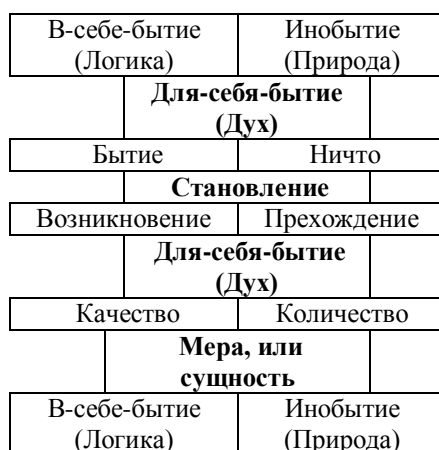 В-себе-бытие Инобытие
(Логика) (Природа)
Для-себя-бытие
(Дух)
Бытие Ничто
Становление
Возникновение Прехождение
Для-себя-бытие
(Дух)
Качество Количество
Мера, или
сущность
В-себе-бытие Инобытие
(Логика) (Природа)